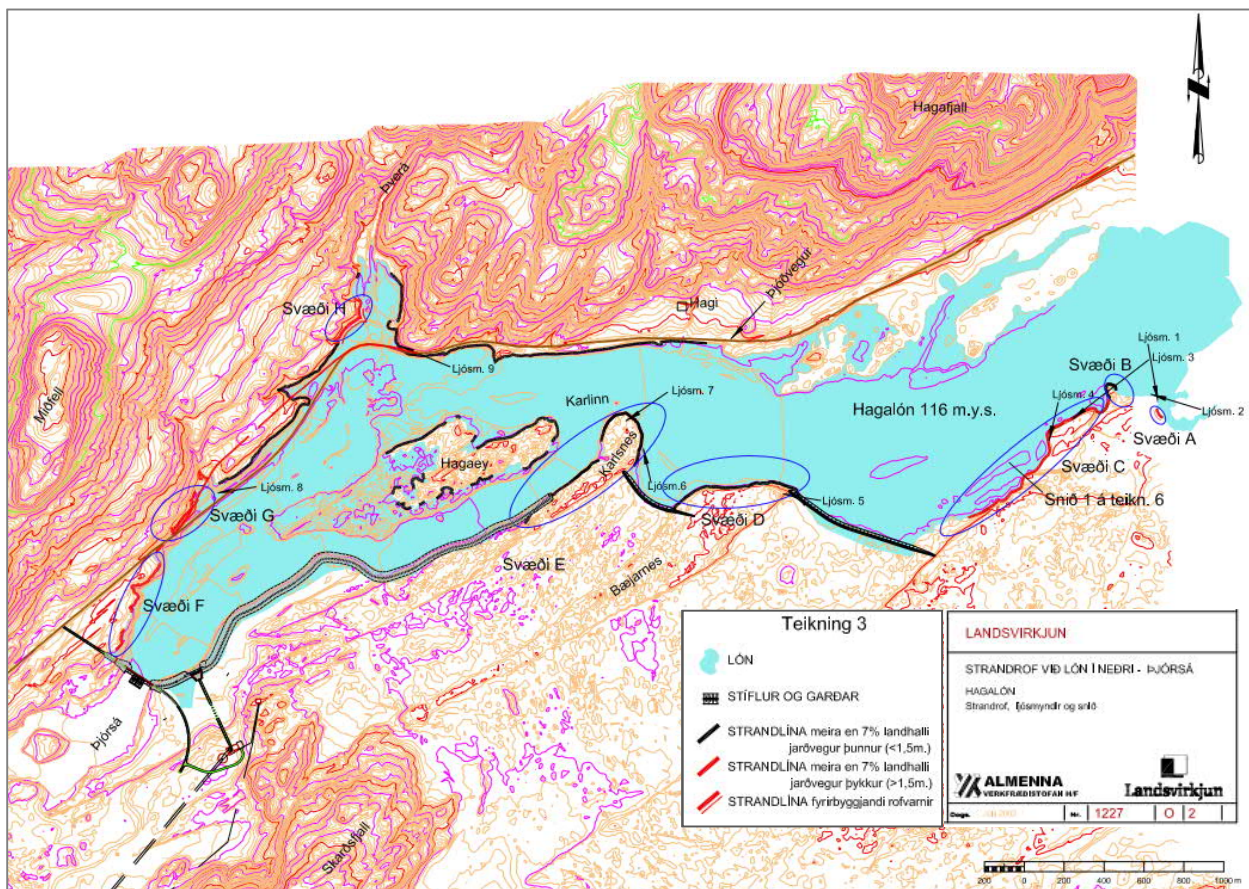 N
Hagafjall
Þverá
Svæði H
Hagi
Þjóðvegur
Miðfell
Ljósm. 9
Karlinn
Ljósm. 7
Hagalón 116 m.y.s.
Svæði B
Ljósm. 1
Ljósm. 3
Ljósm. 4
Ljósm. 2
Svæði A
Svæði C
Snið 1 á teikn. 6
Hagaey
Karlsnes
Ljósm. 8
Ljósm.6
Ljósm. 5
Svæði G
Svæði D
Svæði E
Bæjarnes
Svæði F
Þjórsá
Skarðsfjall
Teikning 3
LÓN
STÍFLUR OG GARÐAR
STRANDLÍNA meira en 7% landhalli
jarðvegur þunnur (<1,5m.)
STRANDLÍNA meira en 7% landhalli
jarðvegur þykkur (>1,5m.)
STRANDLÍNA fyrirbyggjandi rofvarnir
LANDSVIRKJUN
STRANDROF VIÐ LÓN Í NEÐRI - ÞJÓRSÁ
HAGALÓN
Strandrof, ljósmyndir og snið
ALMENNA
VERKFRÆÐISTOFAN H/F
Landsvirkjun
Dags.
Nr. 1227 O 2
200 0 200 400 600 800 1000 m